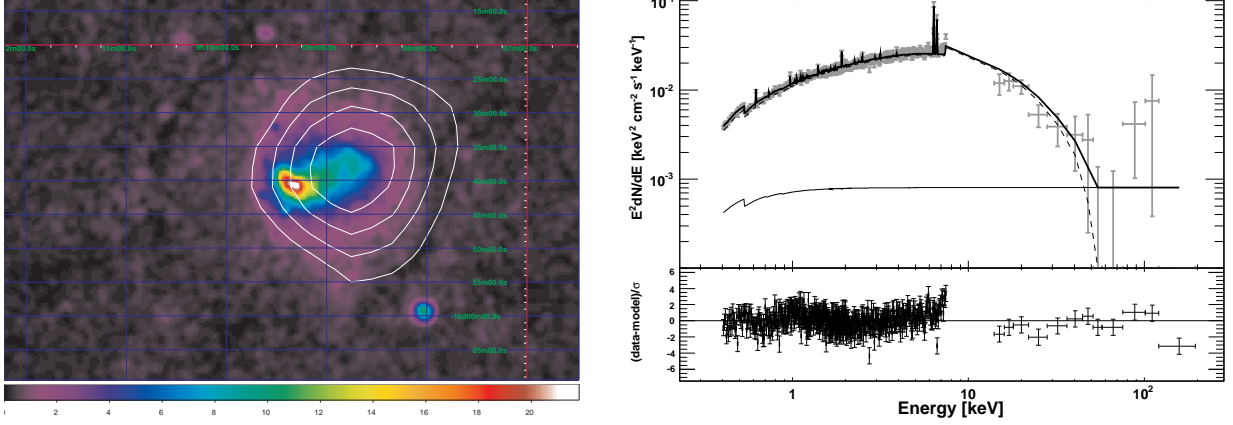 15m00.0s
11m00.0s
9h10m00.0s
25m00.0s
30m00.0s
35m00.0s
40m00.0s
45m00.0s
50m00.0s
55m00.0s
-10d00m00.0s
05m00.0s
2 4 6 8 10 12 14 16 18 20
E²dN/dE [keV² cm⁻² s⁻¹ keV⁻¹]
10⁻²
10⁻³
(data-model)/σ
6
4
2
0
-2
-4
-6
1 10 10²
Energy [keV]